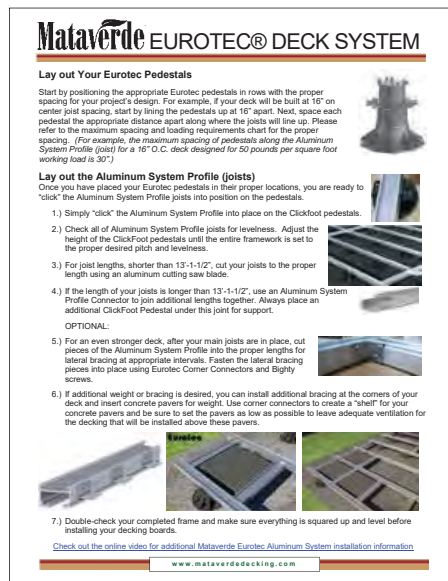 Mataverde EUROTEC® DECK SYSTEM
Lay out Your Eurotec Pedestals
Start by positioning the appropriate Eurotec pedestals in rows with the proper
spacing for your project's design. For example, if your deck will be built at 16" on
center joist spacing, start by lining the pedestals up at 16" apart. Next, space each
pedestal the appropriate distance apart along where the joists will line up. Please
refer to the maximum spacing and loading requirements chart for the proper
spacing. (For example, the maximum spacing of pedestals along the Aluminum
System Profile (joist) for a 16" O.C. deck designed for 50 pounds per square foot
working load is 30".)
Lay out the Aluminum System Profile (joists)
Once you have placed your Eurotec pedestals in their proper locations, you are ready to
"click" the Aluminum System Profile joists into position on the pedestals.
1.) Simply "click" the Aluminum System Profile into place on the Clickfoot pedestals.
2.) Check all of Aluminum System Profile joists for levelness. Adjust the
height of the ClickFoot pedestals until the entire framework is set to
the proper desired pitch and levelness.
3.) For joist lengths, shorter than 13'-1-1/2", cut your joists to the proper
length using an aluminum cutting saw blade.
4.) If the length of your joists is longer than 13'-1-1/2", use an Aluminum System
Profile Connector to join additional lengths together. Always place an
additional ClickFoot Pedestal under this joint for support.
OPTIONAL:
5.) For an even stronger deck, after your main joists are in place, cut
pieces of the Aluminum System Profile into the proper lengths for
lateral bracing at appropriate intervals. Fasten the lateral bracing
pieces into place using Eurotec Corner Connectors and Bighty
screws.
6.) If additional weight or bracing is desired, you can install additional bracing at the corners of your
deck and insert concrete pavers for weight. Use corner connectors to create a "shelf" for your
concrete pavers and be sure to set the pavers as low as possible to leave adequate ventilation for
the decking that will be installed above these pavers.
Eurotec
7.) Double-check your completed frame and make sure everything is squared up and level before
installing your decking boards.
Check out the online video for additional Mataverde Eurotec Aluminum System installation information
www.mataverdedecking.com